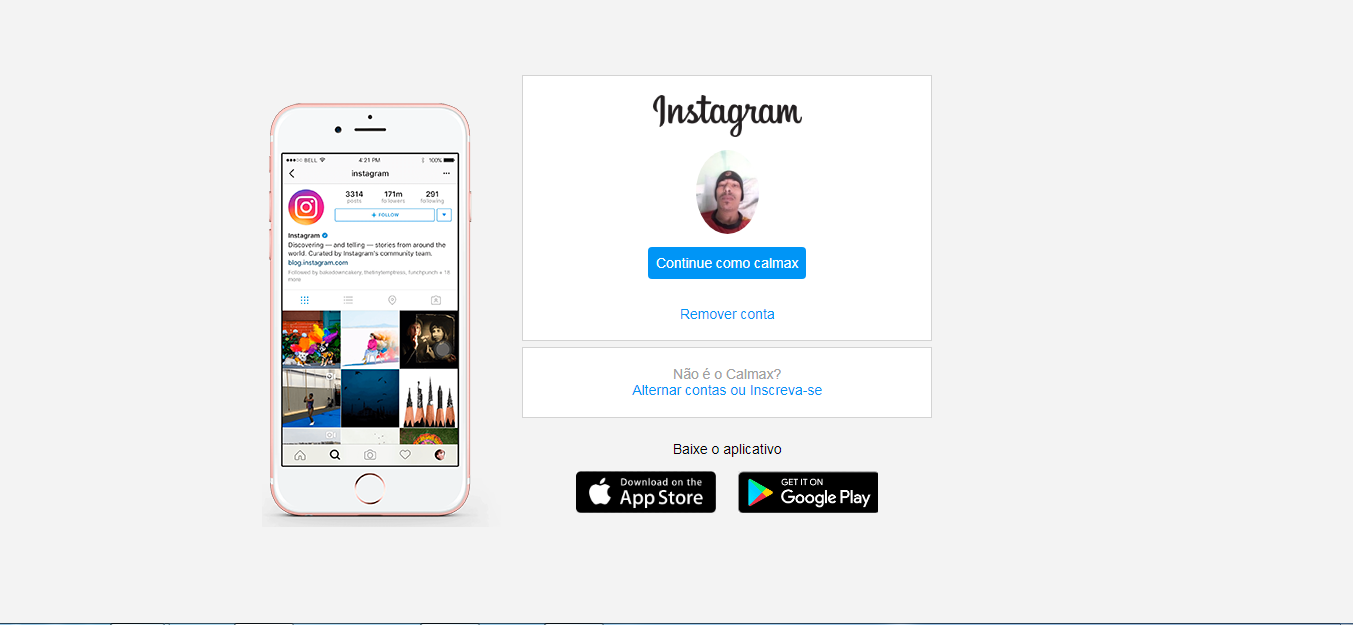 BELL 4:21 PM 100%
instagram
3314 171m 291
posts followers following
+ FOLLOW
Instagram
Discovering — and telling — stories from around the
world. Curated by Instagram's community team.
blog.instagram.com
Followed by bakedowncakery, thetinytemptress, funchpunch + 18
more
Instagram
Continue como calmax
Remover conta
Não é o Calmax?
Alternar contas ou Inscreva-se
Baixe o aplicativo
Download on the
App Store
GET IT ON
Google Play